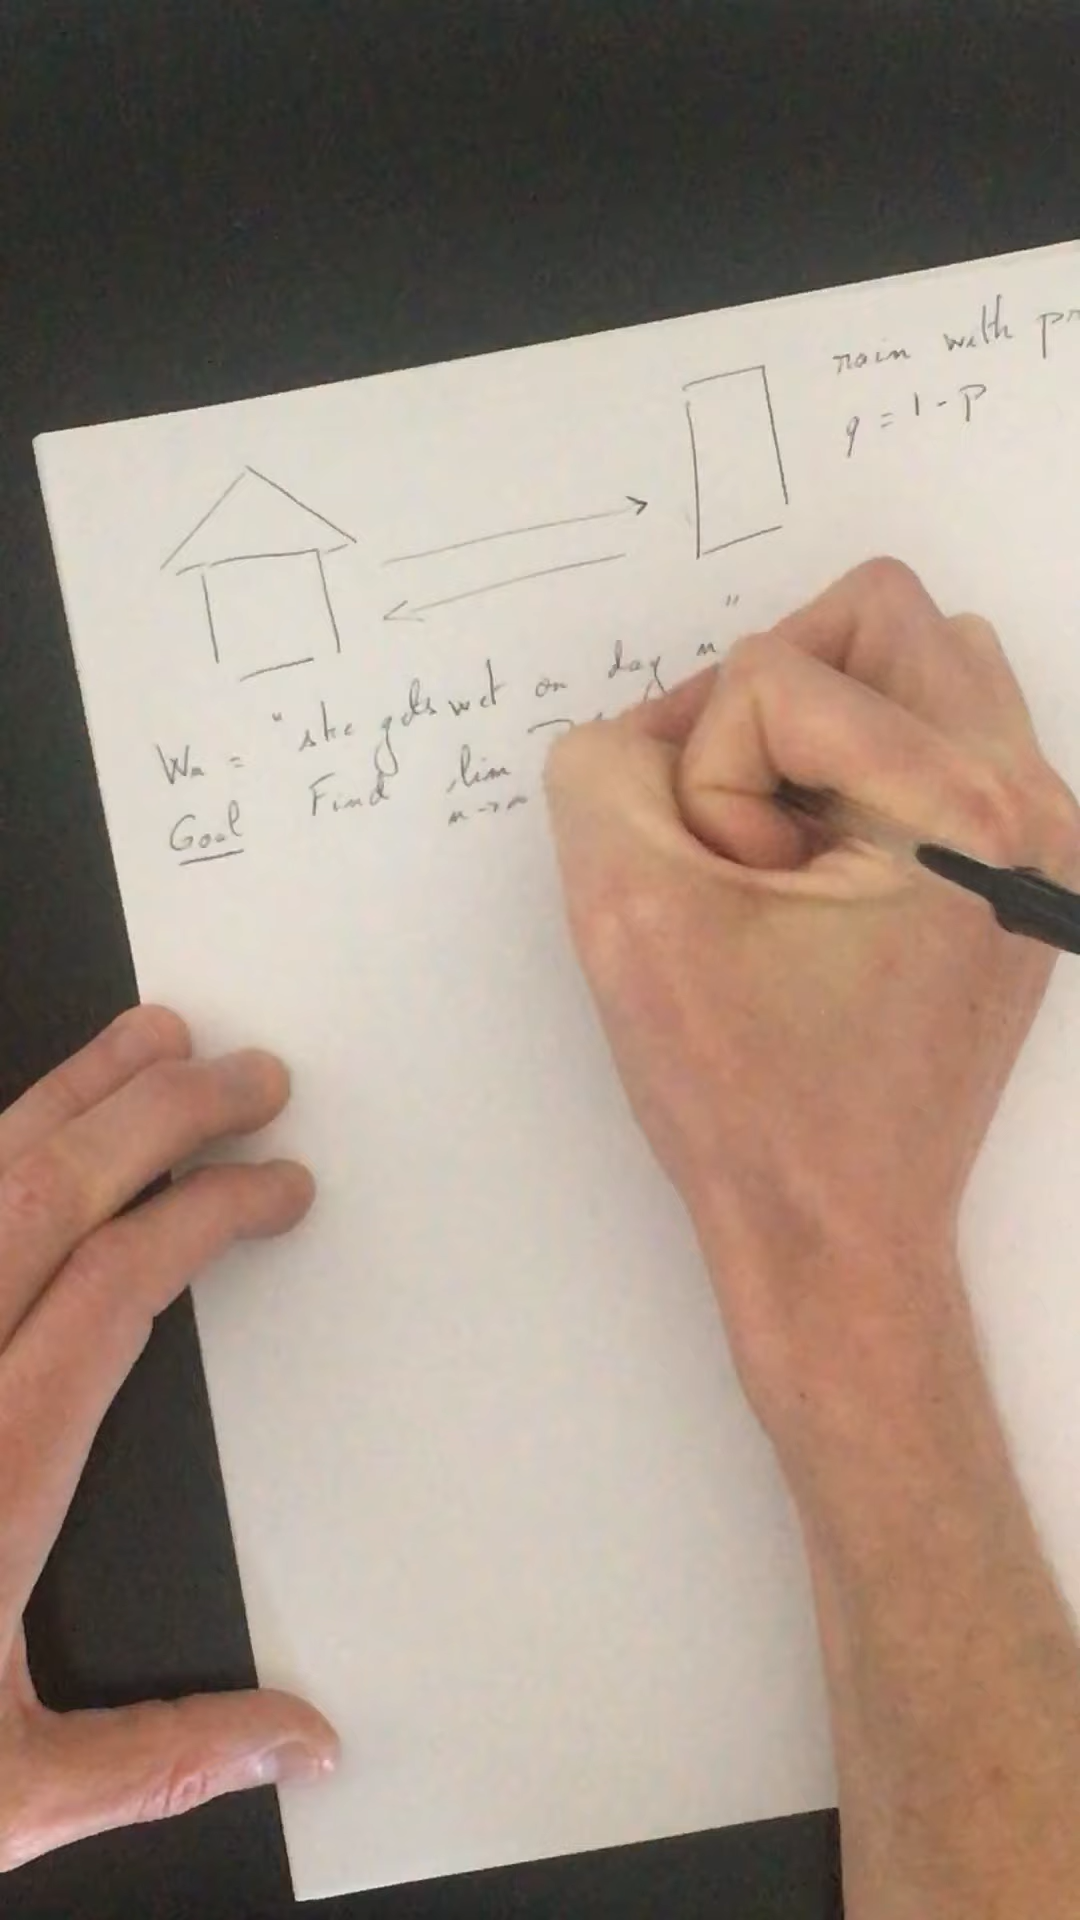 rain with
q = 1 - p
Wn = "she gets wet on day n"
Goal Find lim
n → ∞